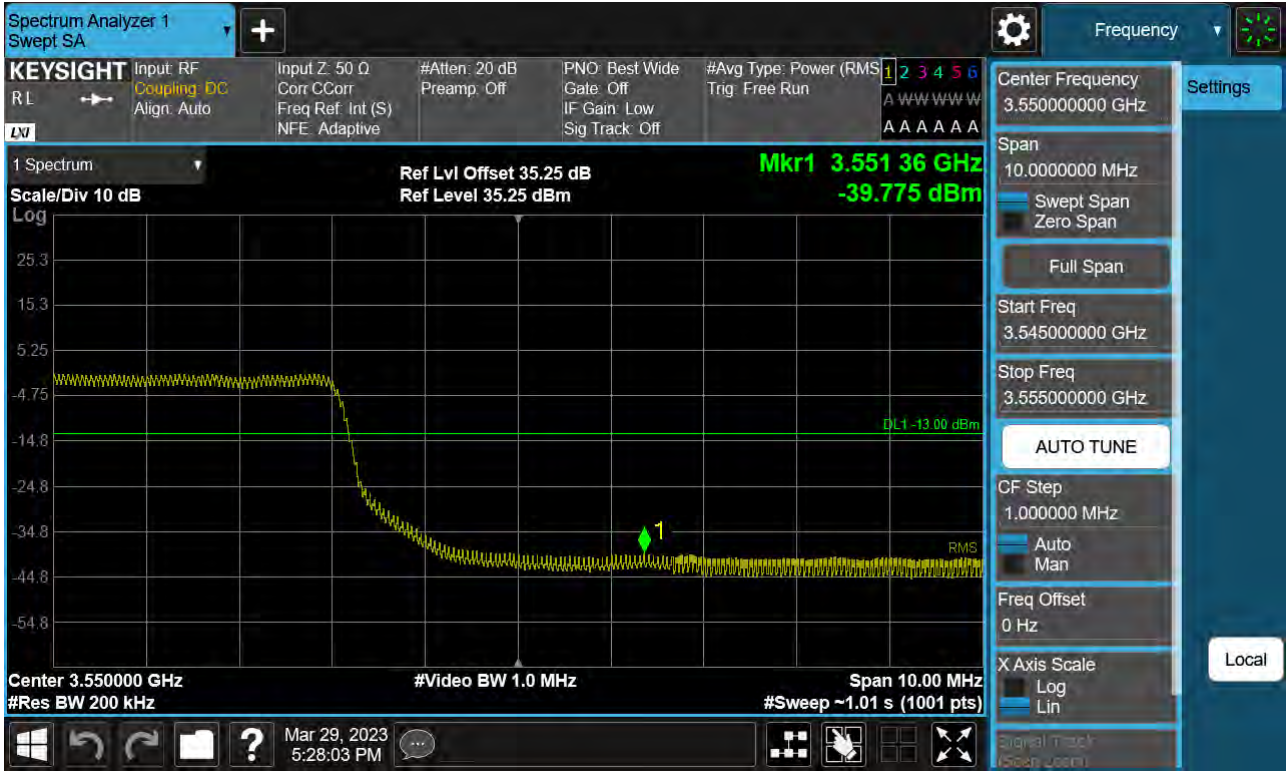 Spectrum Analyzer 1
Swept SA
+
Frequency
KEYSIGHT
RL
LXI
Input: RF
Coupling: DC
Align: Auto
Input Z: 50 Ω
Corr CCorr
Freq Ref: Int (S)
NFE: Adaptive
#Atten: 20 dB
Preamp: Off
PNO: Best Wide
Gate: Off
IF Gain: Low
Sig Track: Off
#Avg Type: Power (RMS
Trig: Free Run
1 2 3 4 5 6
A W W W W W
A A A A A A
1 Spectrum
Scale/Div 10 dB
Log
Ref Lvl Offset 35.25 dB
Ref Level 35.25 dBm
Mkr1 3.551 36 GHz
-39.775 dBm
25.3
15.3
5.25
-4.75
-14.8
-24.8
-34.8
-44.8
-54.8
DL1 -13.00 dBm
1
RMS
Center 3.550000 GHz
#Video BW 1.0 MHz
Span 10.00 MHz
#Res BW 200 kHz
#Sweep ~1.01 s (1001 pts)
Center Frequency
3.550000000 GHz
Settings
Span
10.0000000 MHz
Swept Span
Zero Span
Full Span
Start Freq
3.545000000 GHz
Stop Freq
3.555000000 GHz
AUTO TUNE
CF Step
1.000000 MHz
Auto
Man
Freq Offset
0 Hz
X Axis Scale
Log
Lin
Local
Signal Track
(Span Zoom)
?
Mar 29, 2023
5:28:03 PM